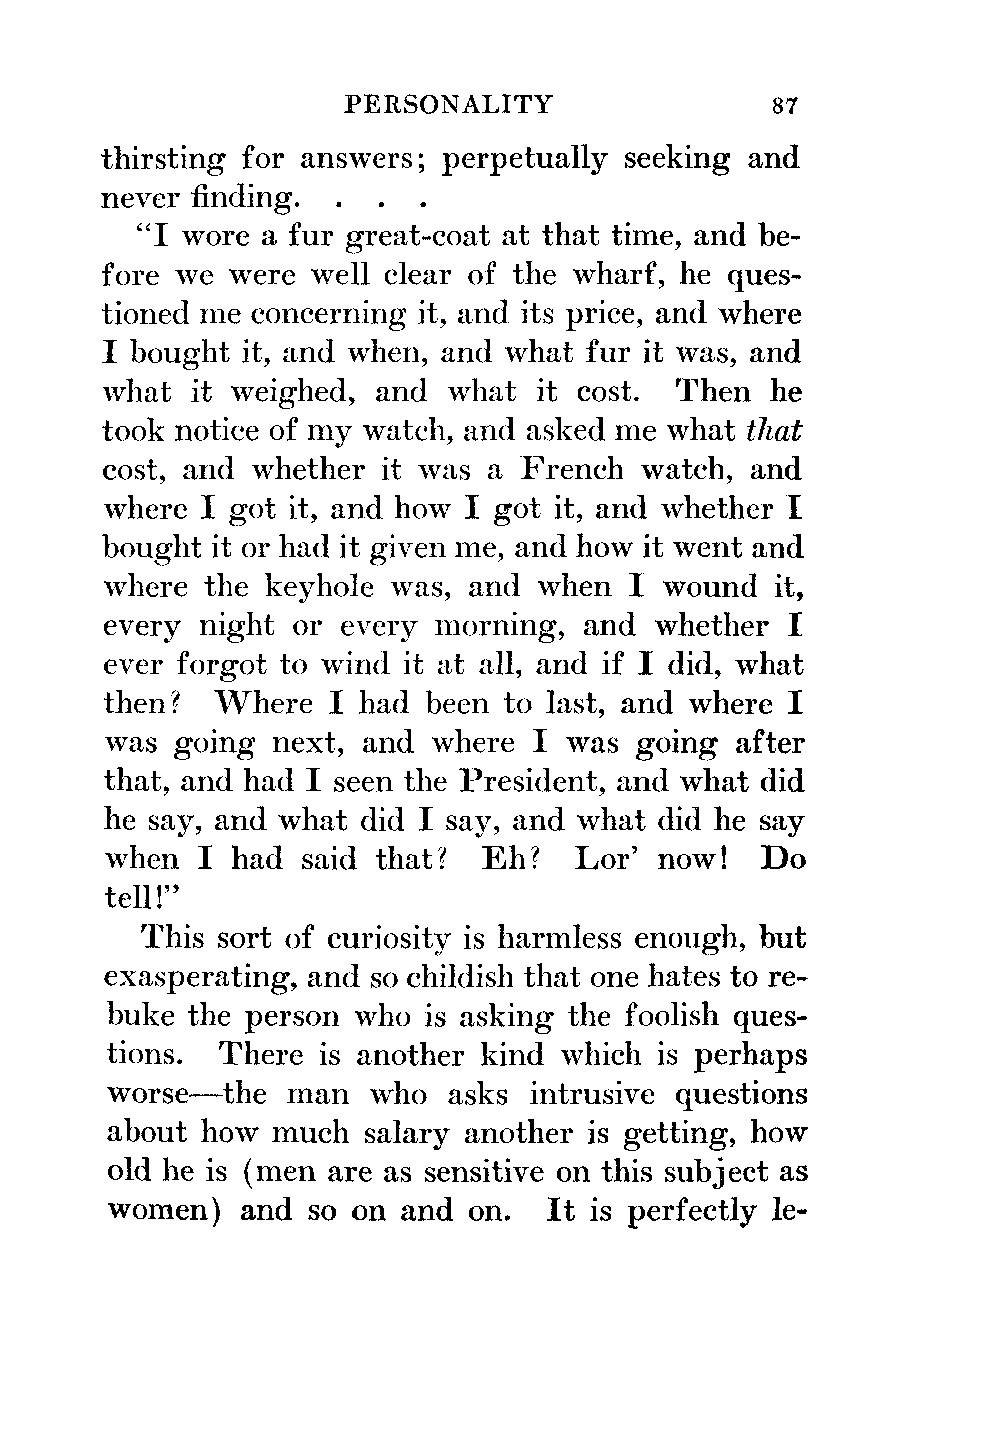 PERSONALITY 87
thirsting for answers; perpetually seeking and
never finding. . . .
"I wore a fur great-coat at that time, and be-
fore we were well clear of the wharf, he ques-
tioned me concerning it, and its price, and where
I bought it, and when, and what fur it was, and
what it weighed, and what it cost. Then he
took notice of my watch, and asked me what that
cost, and whether it was a French watch, and
where I got it, and how I got it, and whether I
bought it or had it given me, and how it went and
where the keyhole was, and when I wound it,
every night or every morning, and whether I
ever forgot to wind it at all, and if I did, what
then? Where I had been to last, and where I
was going next, and where I was going after
that, and had I seen the President, and what did
he say, and what did I say, and what did he say
when I had said that? Eh? Lor' now! Do
tell!"
This sort of curiosity is harmless enough, but
exasperating, and so childish that one hates to re-
buke the person who is asking the foolish ques-
tions. There is another kind which is perhaps
worse—the man who asks intrusive questions
about how much salary another is getting, how
old he is (men are as sensitive on this subject as
women) and so on and on. It is perfectly le-